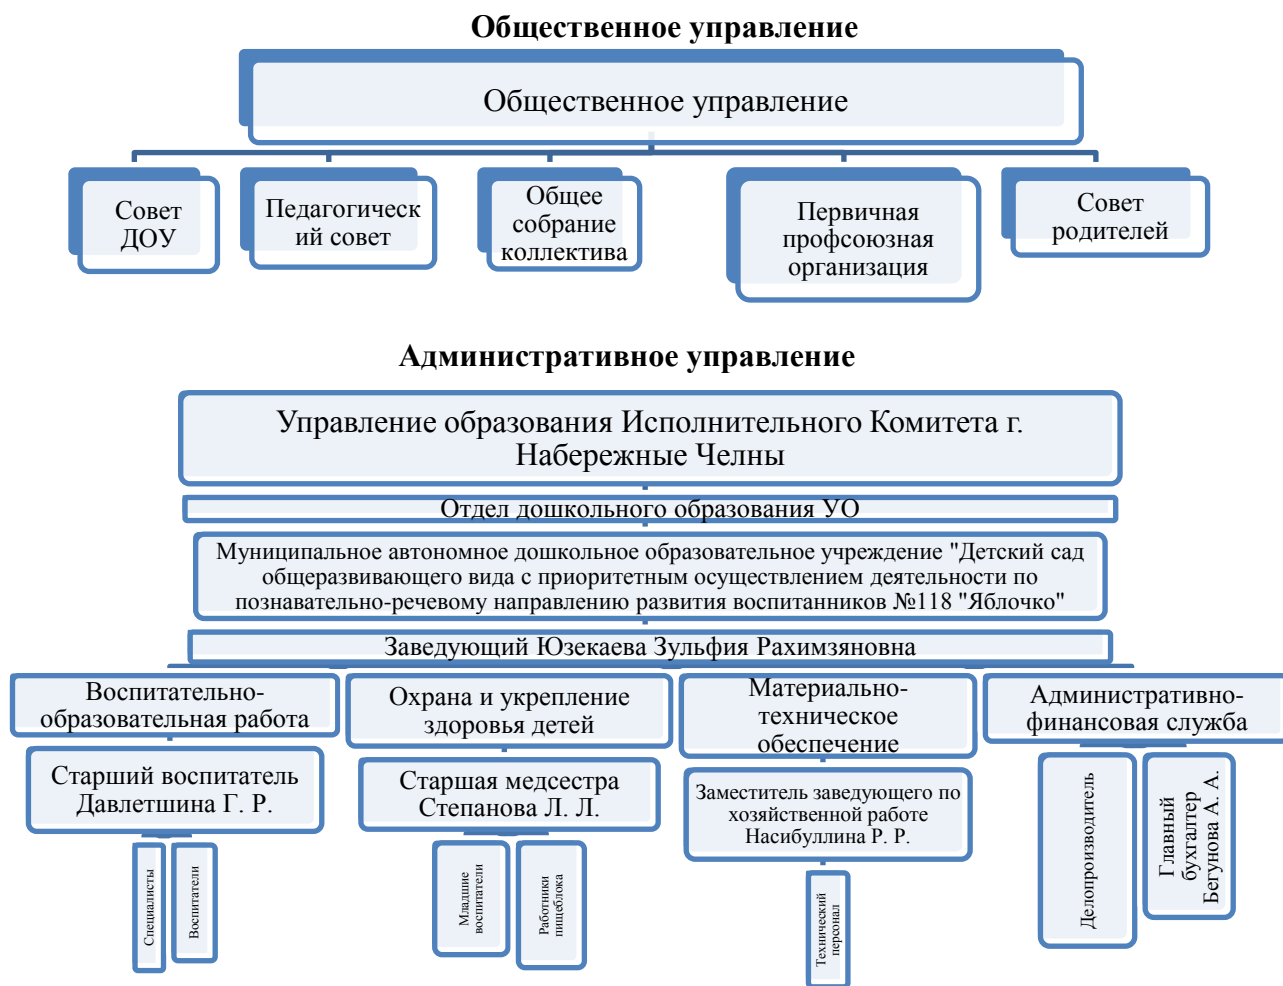 Общественное управление
Общественное управление
Совет
ДОУ
Педагогическ
ий совет
Общее
собрание
коллектива
Первичная
профсоюзная
организация
Совет
родителей
Административное управление
Управление образования Исполнительного Комитета г.
Набережные Челны
Отдел дошкольного образования УО
Муниципальное автономное дошкольное образовательное учреждение "Детский сад
общеразвивающего вида с приоритетным осуществлением деятельности по
познавательно-речевому направлению развития воспитанников №118 "Яблочко"
Заведующий Юзекаева Зульфия Рахимзяновна
Воспитательно-
образовательная работа
Старший воспитатель
Давлетшина Г. Р.
Специалисты
Воспитатели
Охрана и укрепление
здоровья детей
Старшая медсестра
Степанова Л. Л.
Младшие
воспитатели
Работники
пищеблока
Материально-
техническое
обеспечение
Заместитель заведующего по
хозяйственной работе
Насибуллина Р. Р.
Технический
персонал
Административно-
финансовая служба
Делопроизводитель
Главный
бухгалтер
Бегунова А. А.